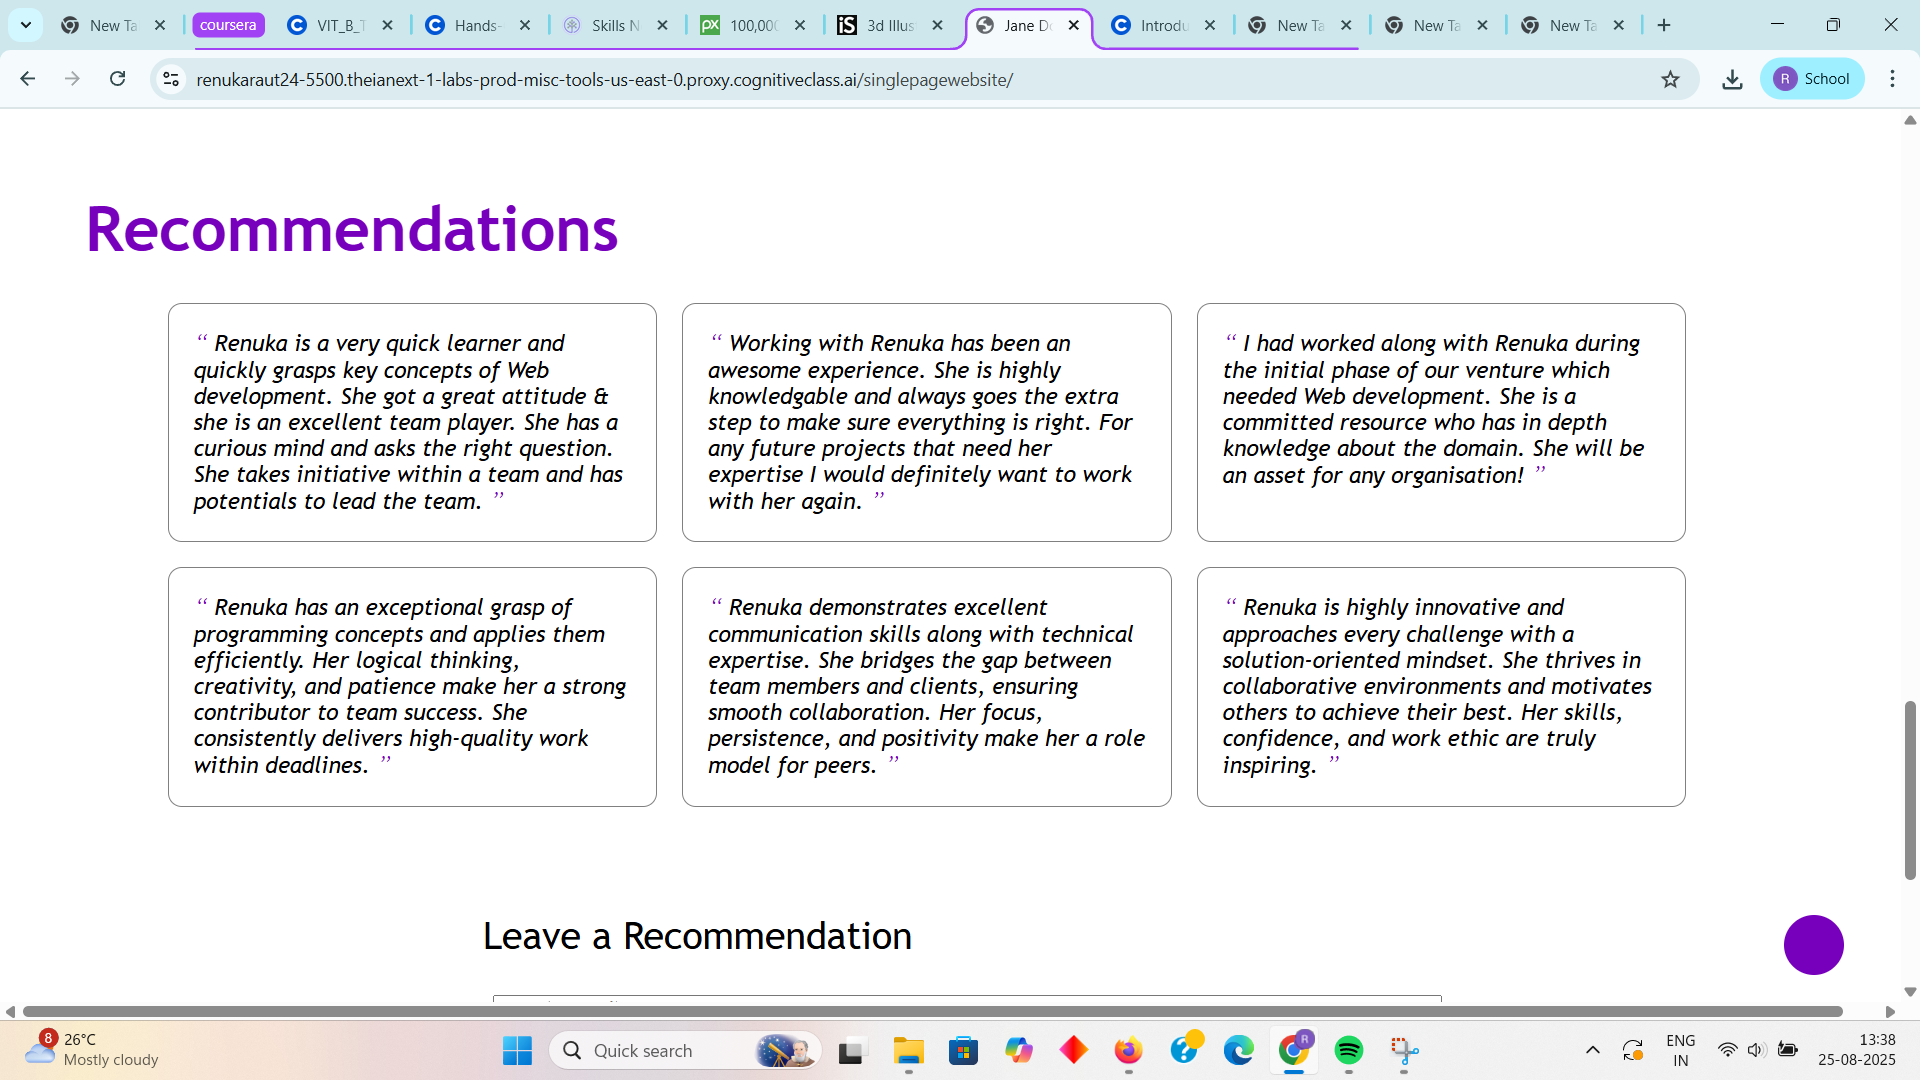 New Ta
coursera
VIT_B_T
Hands-
Skills N
100,000
3d Illus
Jane Do
Introdu
New Ta
New Ta
New Ta
renukaraut24-5500.theianext-1-labs-prod-misc-tools-us-east-0.proxy.cognitiveclass.ai/singlepagewebsite/
R School
Recommendations
“ Renuka is a very quick learner and
quickly grasps key concepts of Web
development. She got a great attitude &
she is an excellent team player. She has a
curious mind and asks the right question.
She takes initiative within a team and has
potentials to lead the team. ”
“ Working with Renuka has been an
awesome experience. She is highly
knowledgable and always goes the extra
step to make sure everything is right. For
any future projects that need her
expertise I would definitely want to work
with her again. ”
“ I had worked along with Renuka during
the initial phase of our venture which
needed Web development. She is a
committed resource who has in depth
knowledge about the domain. She will be
an asset for any organisation! ”
“ Renuka has an exceptional grasp of
programming concepts and applies them
efficiently. Her logical thinking,
creativity, and patience make her a strong
contributor to team success. She
consistently delivers high-quality work
within deadlines. ”
“ Renuka demonstrates excellent
communication skills along with technical
expertise. She bridges the gap between
team members and clients, ensuring
smooth collaboration. Her focus,
persistence, and positivity make her a role
model for peers. ”
“ Renuka is highly innovative and
approaches every challenge with a
solution-oriented mindset. She thrives in
collaborative environments and motivates
others to achieve their best. Her skills,
confidence, and work ethic are truly
inspiring. ”
Leave a Recommendation
8
26°C
Mostly cloudy
Quick search
ENG
IN
13:38
25-08-2025